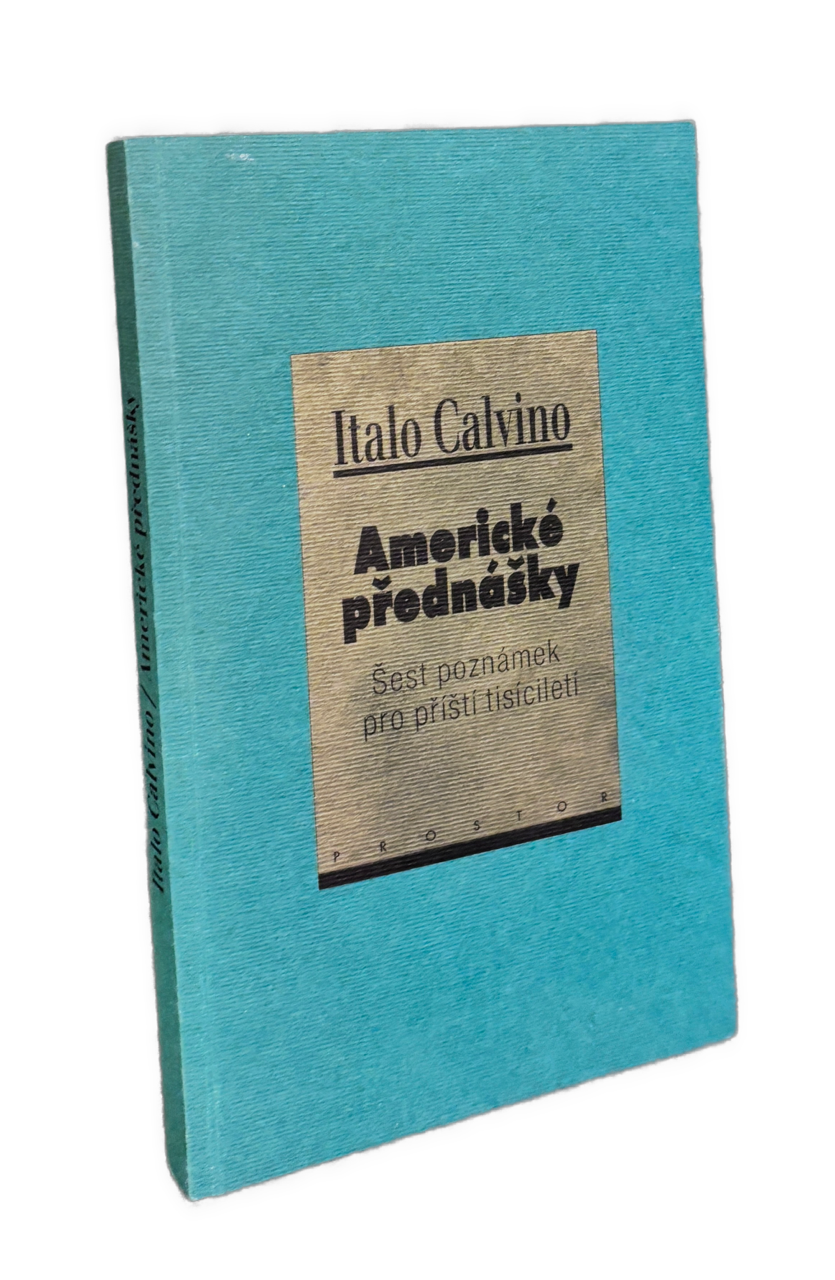 Italo Calvino / Americké přednášky
Italo Calvino
Americké
přednášky
Šest poznámek
pro příští tisíciletí
PROSTOR